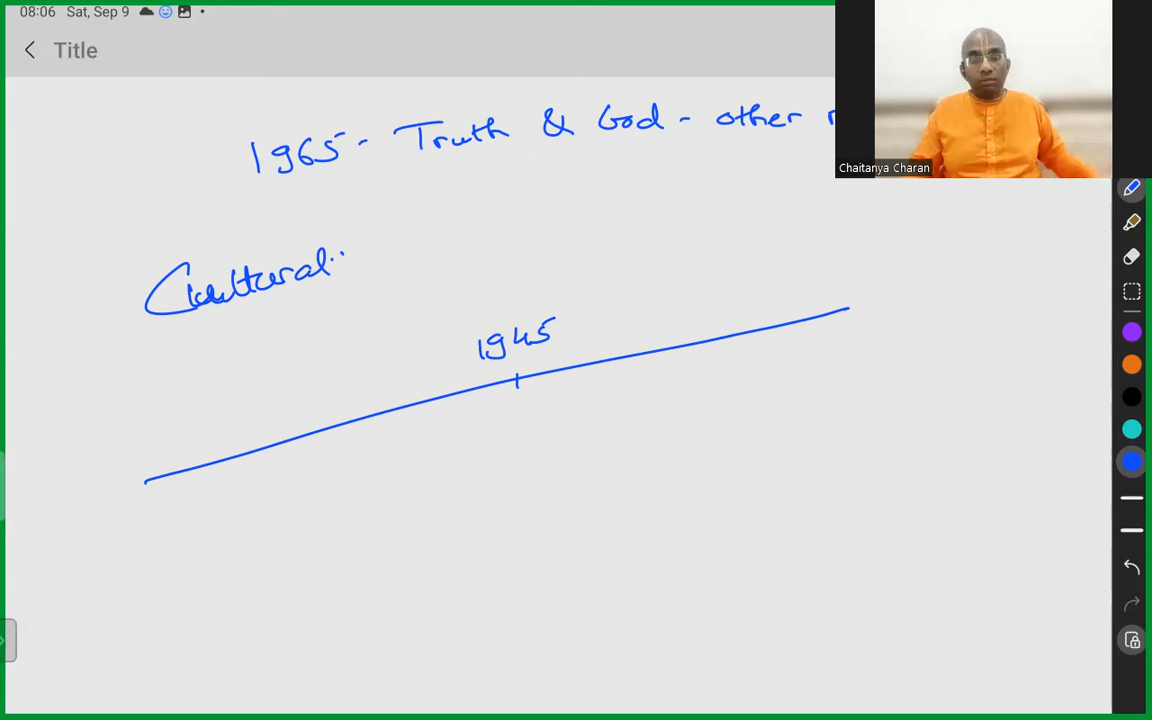 08:06 Sat, Sep 9
Title
1965 - Truth & God - other
Chaitanya Charan
Cultural
1945